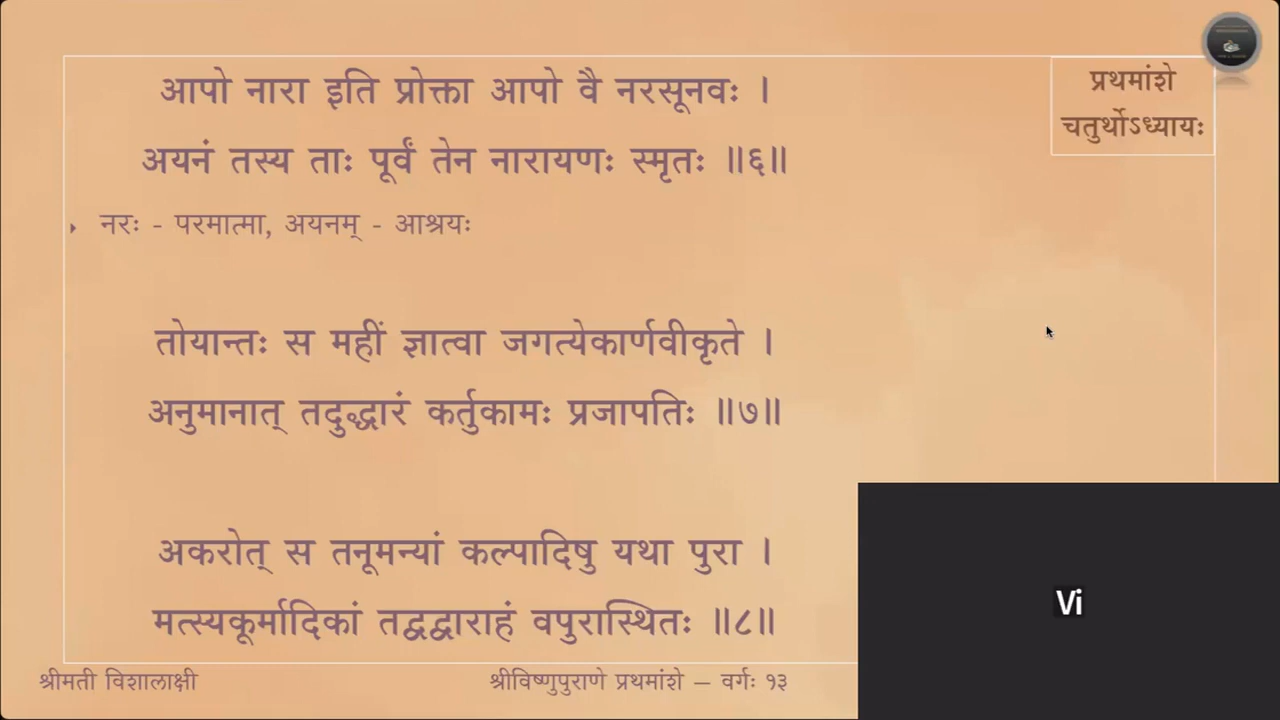 आपो नारा इति प्रोक्ता आपो वै नरसूनवः ।
अयनं तस्य ताः पूर्वं तेन नारायणः स्मृतः ॥६॥
नरः - परमात्मा, अयनम् - आश्रयः
तोयान्तः स महीं ज्ञात्वा जगत्येकार्णवीकृते ।
अनुमानात् तदुद्धारं कर्तुकामः प्रजापतिः ॥७॥
अकरोत् स तनूमन्यां कल्पादिषु यथा पुरा ।
मत्स्यकूर्मादिकां तद्वद्वाराहं वपुरास्थितः ॥८॥
प्रथमांशे
चतुर्थोऽध्यायः
Vi
श्रीमती विशालाक्षी
श्रीविष्णुपुराणे प्रथमांशे – वर्गः १३